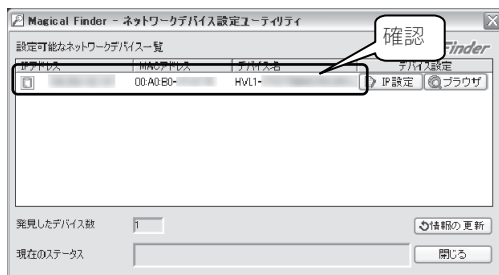 Magical Finder - ネットワークデバイス設定ユーティリティ
確認
設定可能なネットワークデバイス一覧
Finder
IPアドレス MACアドレス デバイス名 デバイス設定
00:A0:B0- HVL1- IP設定 ブラウザ
発見したデバイス数 1 情報の更新
現在のステータス 閉じる